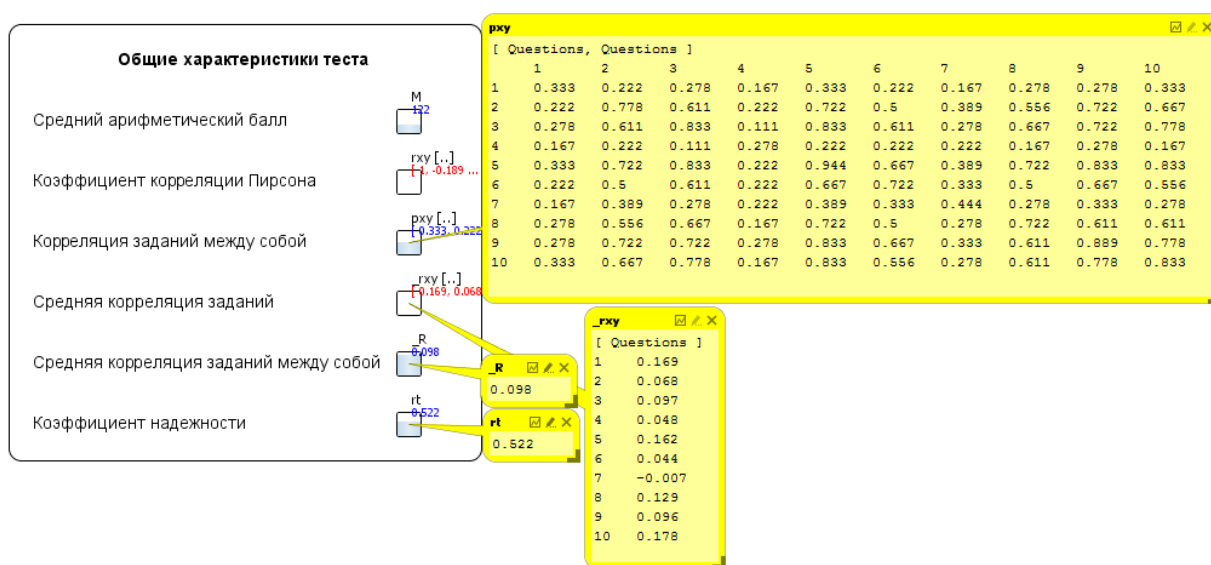 Общие характеристики теста
Средний арифметический балл
M
122
Коэффициент корреляции Пирсона
rxy [..]
[ 1, -0.189 ...
Корреляция заданий между собой
pxy [..]
[ 0.333, 0.222
Средняя корреляция заданий
_rxy [..]
[ 0.169, 0.068
Средняя корреляция заданий между собой
_R
0.098
Коэффициент надежности
rt
0.522
pxy
[ Questions, Questions ]
1 2 3 4 5 6 7 8 9 10
1 0.333 0.222 0.278 0.167 0.333 0.222 0.167 0.278 0.278 0.333
2 0.222 0.778 0.611 0.222 0.722 0.5 0.389 0.556 0.722 0.667
3 0.278 0.611 0.833 0.111 0.833 0.611 0.278 0.667 0.722 0.778
4 0.167 0.222 0.111 0.278 0.222 0.222 0.222 0.167 0.278 0.167
5 0.333 0.722 0.833 0.222 0.944 0.667 0.389 0.722 0.833 0.833
6 0.222 0.5 0.611 0.222 0.667 0.722 0.333 0.5 0.667 0.556
7 0.167 0.389 0.278 0.222 0.389 0.333 0.444 0.278 0.333 0.278
8 0.278 0.556 0.667 0.167 0.722 0.5 0.278 0.722 0.611 0.611
9 0.278 0.722 0.722 0.278 0.833 0.667 0.333 0.611 0.889 0.778
10 0.333 0.667 0.778 0.167 0.833 0.556 0.278 0.611 0.778 0.833
_R
0.098
rt
0.522
_rxy
[ Questions ]
1 0.169
2 0.068
3 0.097
4 0.048
5 0.162
6 0.044
7 -0.007
8 0.129
9 0.096
10 0.178